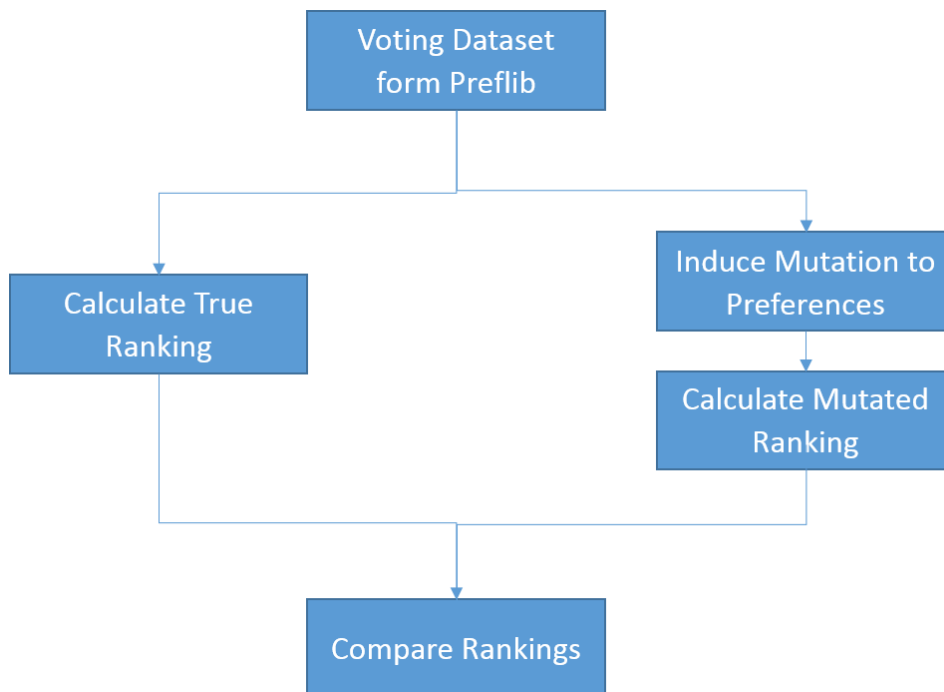 Voting Dataset
form Preflib
Calculate True
Ranking
Induce Mutation to
Preferences
Calculate Mutated
Ranking
Compare Rankings